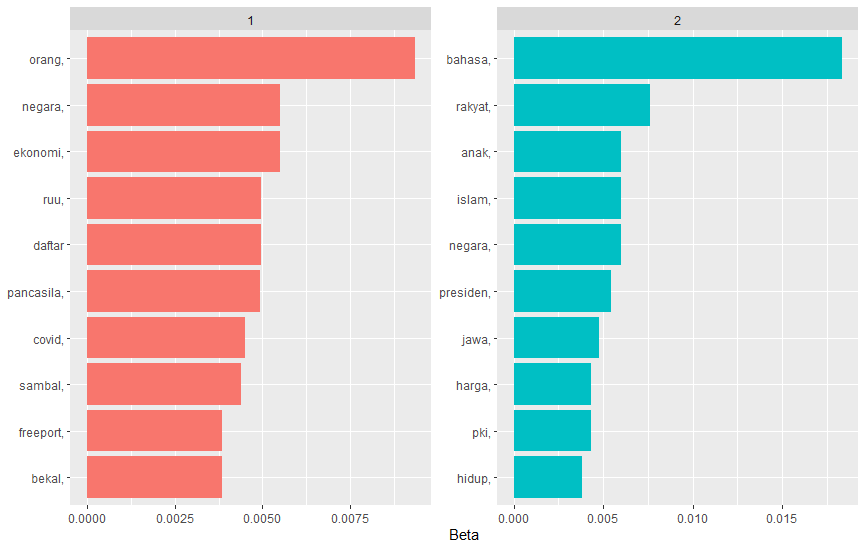 1
orang,
negara,
ekonomi,
ruu,
daftar
pancasila,
covid,
sambal,
freeport,
bekal,
0.0000 0.0025 0.0050 0.0075
2
bahasa,
rakyat,
anak,
islam,
negara,
presiden,
jawa,
harga,
pki,
hidup,
0.000 0.005 0.010 0.015
Beta